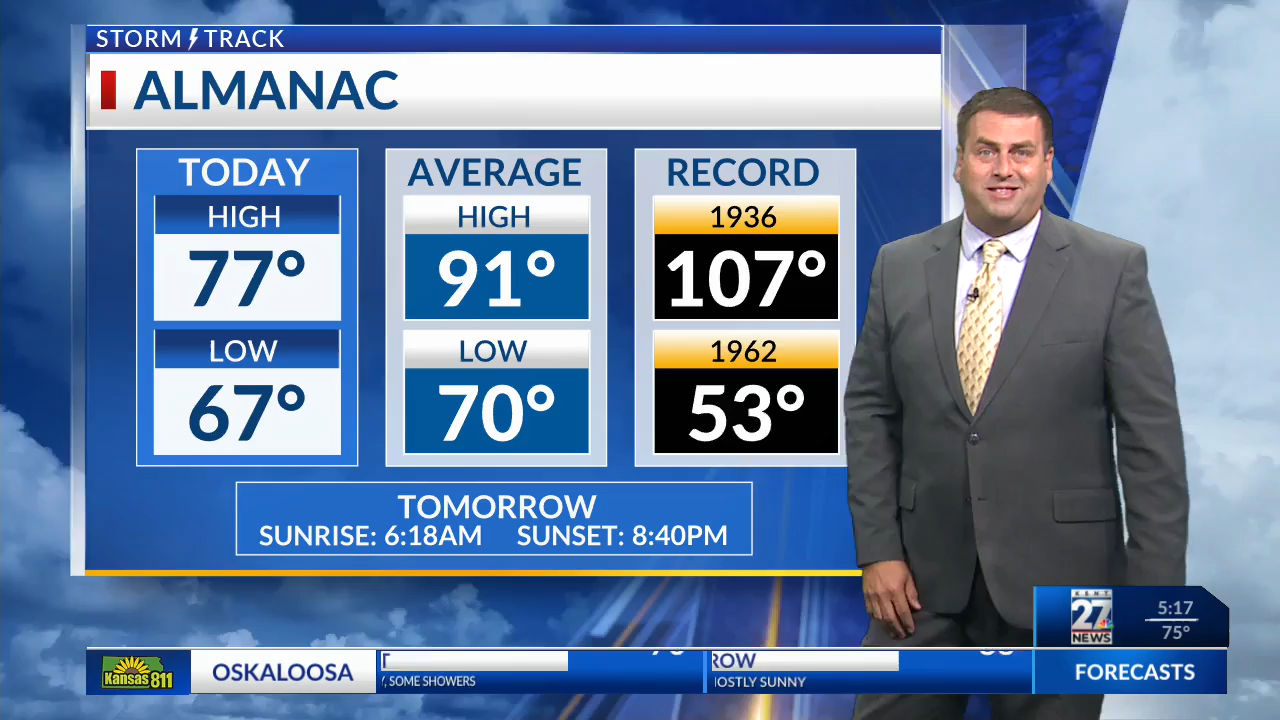 STORM TRACK
ALMANAC
TODAY
HIGH
77°
LOW
67°
AVERAGE
HIGH
91°
LOW
70°
RECORD
1936
107°
1962
53°
TOMORROW
SUNRISE: 6:18AM SUNSET: 8:40PM
KSNT
27
NEWS
5:17
75°
Kansas 811
OSKALOOSA
, SOME SHOWERS
ROW
MOSTLY SUNNY
FORECASTS